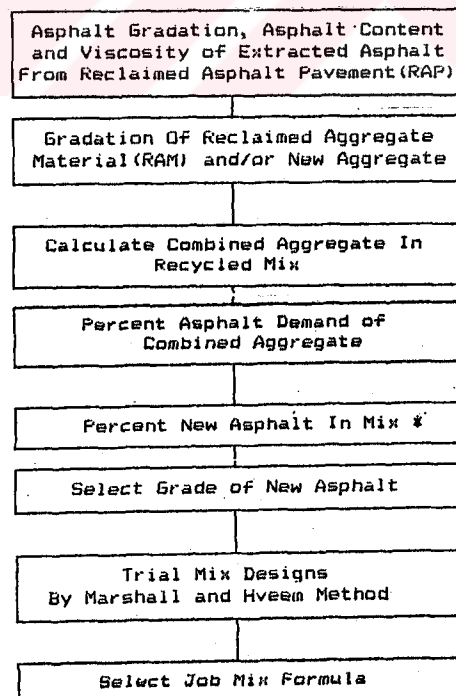 Asphalt Gradation, Asphalt Content
and Viscosity of Extracted Asphalt
From Reclaimed Asphalt Pavement(RAP)
Gradation Of Reclaimed Aggregate
Material(RAM) and/or New Aggregate
Calculate Combined Aggregate In
Recycled Mix
Percent Asphalt Demand of
Combined Aggregate
Percent New Asphalt In Mix *
Select Grade of New Asphalt
Trial Mix Designs
By Marshall and Hveem Method
Select Job Mix Formula